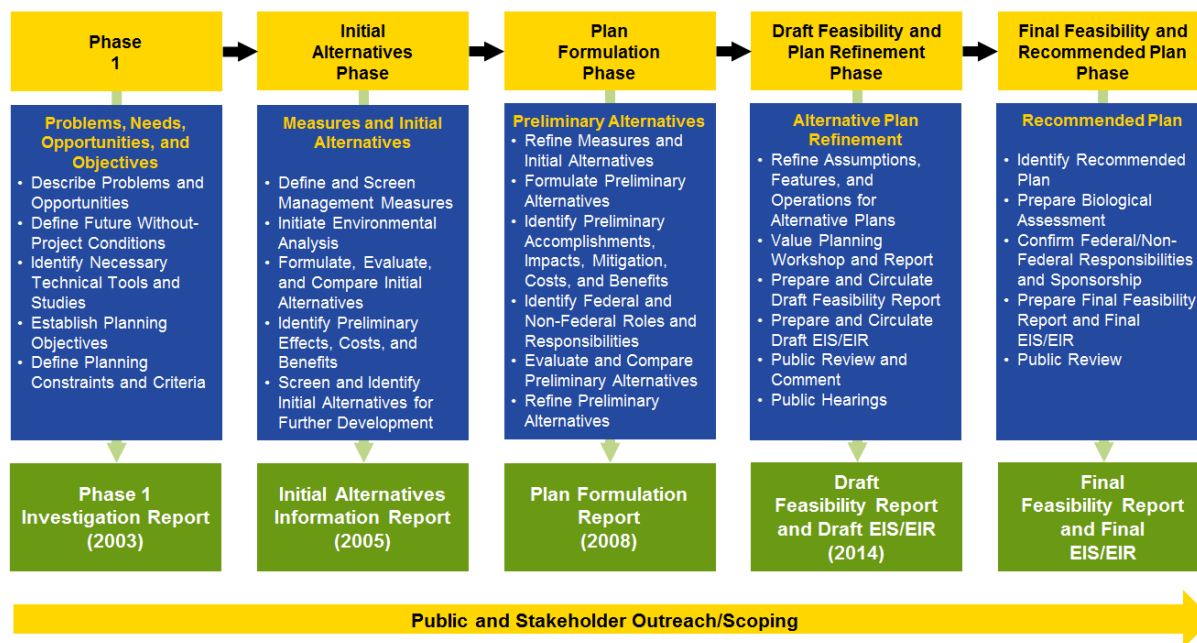 Phase
1
Initial
Alternatives
Phase
Plan
Formulation
Phase
Draft Feasibility and
Plan Refinement
Phase
Final Feasibility and
Recommended Plan
Phase
Problems, Needs,
Opportunities, and
Objectives
• Describe Problems and
Opportunities
• Define Future Without-
Project Conditions
• Identify Necessary
Technical Tools and
Studies
• Establish Planning
Objectives
• Define Planning
Constraints and Criteria
Measures and Initial
Alternatives
• Define and Screen
Management Measures
• Initiate Environmental
Analysis
• Formulate, Evaluate,
and Compare Initial
Alternatives
• Identify Preliminary
Effects, Costs, and
Benefits
• Screen and Identify
Initial Alternatives for
Further Development
Preliminary Alternatives
• Refine Measures and
Initial Alternatives
• Formulate Preliminary
Alternatives
• Identify Preliminary
Accomplishments,
Impacts, Mitigation,
Costs, and Benefits
• Identify Federal and
Non-Federal Roles and
Responsibilities
• Evaluate and Compare
Preliminary Alternatives
• Refine Preliminary
Alternatives
Alternative Plan
Refinement
• Refine Assumptions,
Features, and
Operations for
Alternative Plans
• Value Planning
Workshop and Report
• Prepare and Circulate
Draft Feasibility Report
• Prepare and Circulate
Draft EIS/EIR
• Public Review and
Comment
• Public Hearings
Recommended Plan
• Identify Recommended
Plan
• Prepare Biological
Assessment
• Confirm Federal/Non-
Federal Responsibilities
and Sponsorship
• Prepare Final Feasibility
Report and Final
EIS/EIR
• Public Review
Phase 1
Investigation Report
(2003)
Initial Alternatives
Information Report
(2005)
Plan Formulation
Report
(2008)
Draft
Feasibility Report
and Draft EIS/EIR
(2014)
Final
Feasibility Report
and Final
EIS/EIR
Public and Stakeholder Outreach/Scoping